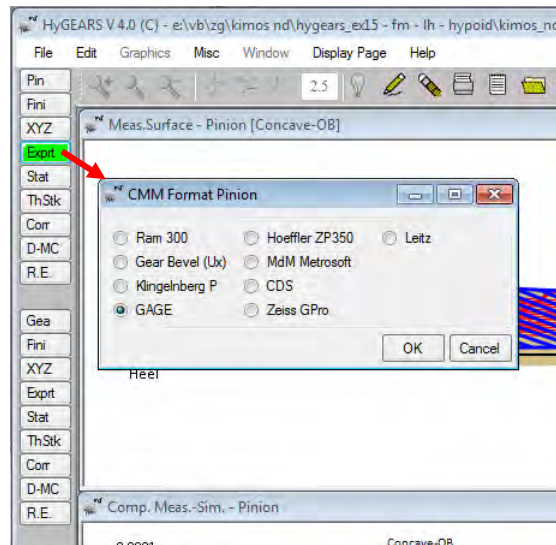 HyGEARS V 4.0 (C) - e:\vb\zg\kimos nd\hygears_ex15 - fm - lh - hypoid\kimos_nd
File Edit Graphics Misc Window Display Page Help
Pin
2.5
Fini
XYZ
Meas.Surface - Pinion [Concave-OB]
Exprt
Stat
CMM Format Pinion
ThStk
Corr
Ram 300 Hoeffler ZP350 Leitz
D-MC
Gear Bevel (Ux) MdM Metrosoft
R.E.
Klingelnberg P CDS
GAGE Zeiss GPro
Gea
Fini
OK Cancel
XYZ
Heel
Exprt
Stat
ThStk
Corr
D-MC
R.E.
Comp. Meas.-Sim. - Pinion
0.0001 Concave-OB